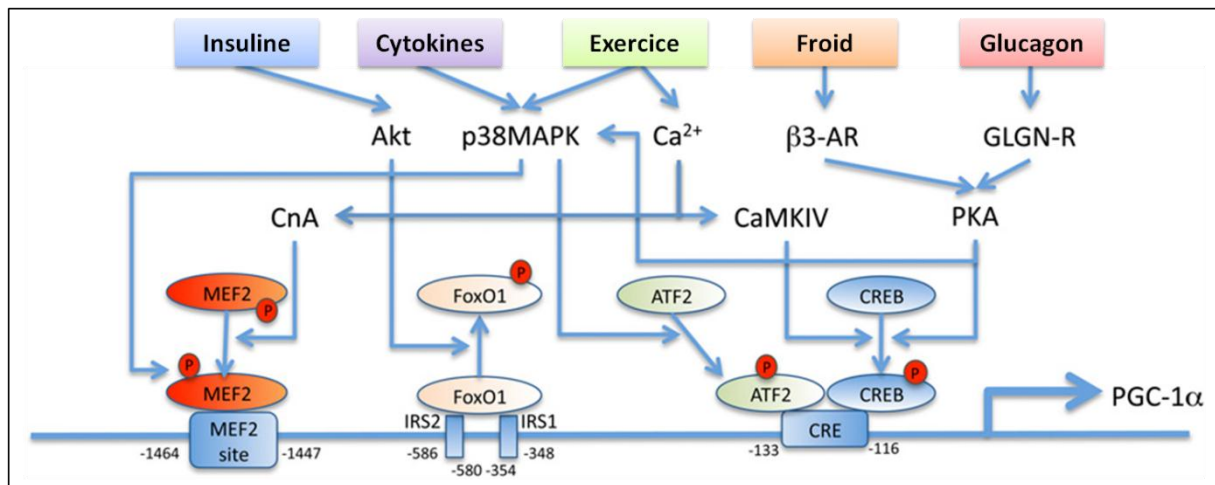 Insuline Cytokines Exercice Froid Glucagon
Akt p38MAPK Ca²⁺ β3-AR GLGN-R
CnA CaMKIV PKA
P
MEF2 FoxO1 ATF2 CREB
P
P P P
MEF2 FoxO1 ATF2 CREB
PGC-1α
MEF2 site IRS2 IRS1 CRE
-1464 -1447 -586 -348 -133 -116
-580 -354